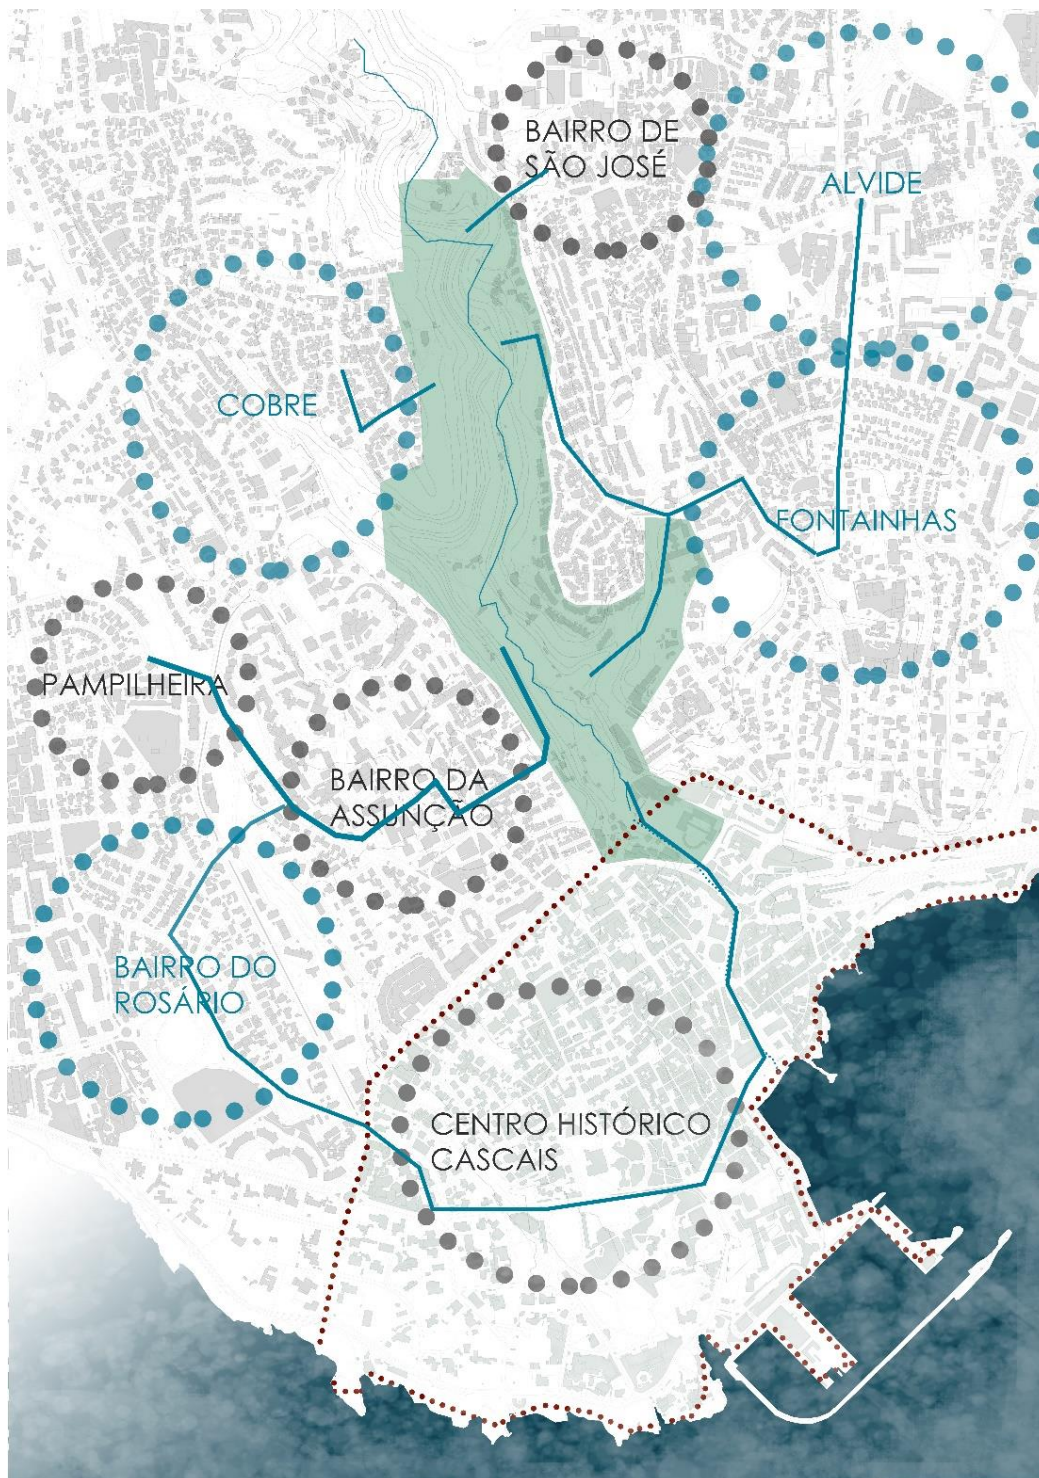 BAIRRO DE
SÃO JOSÉ
ALVIDE
COBRE
FONTAINHAS
PAMPILHEIRA
BAIRRO DA
ASSUNÇÃO
BAIRRO DO
ROSÁRIO
CENTRO HISTÓRICO
CASCAIS